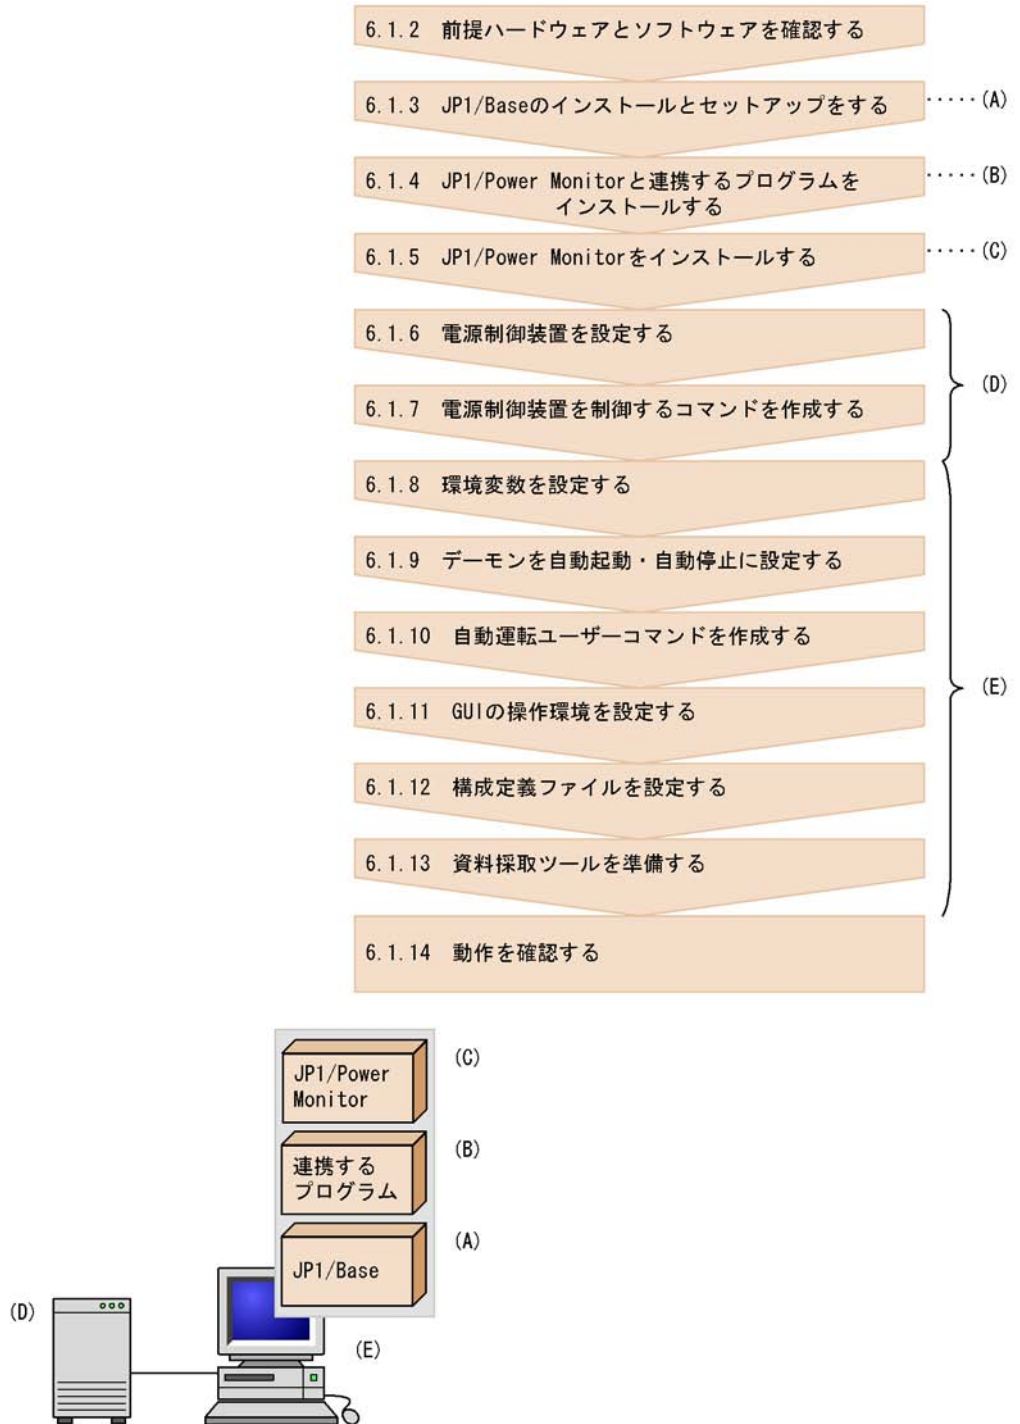 6.1.2 前提ハードウェアとソフトウェアを確認する
6.1.3 JP1/Baseのインストールとセットアップをする ·····(A)
6.1.4 JP1/Power Monitorと連携するプログラムを ·····(B)
インストールする
6.1.5 JP1/Power Monitorをインストールする ·····(C)
6.1.6 電源制御装置を設定する
(D)
6.1.7 電源制御装置を制御するコマンドを作成する
6.1.8 環境変数を設定する
6.1.9 デーモンを自動起動・自動停止に設定する
6.1.10 自動運転ユーザーコマンドを作成する
(E)
6.1.11 GUIの操作環境を設定する
6.1.12 構成定義ファイルを設定する
6.1.13 資料採取ツールを準備する
6.1.14 動作を確認する
JP1/Power
Monitor
(C)
連携する
プログラム
(B)
JP1/Base
(A)
(D)
(E)